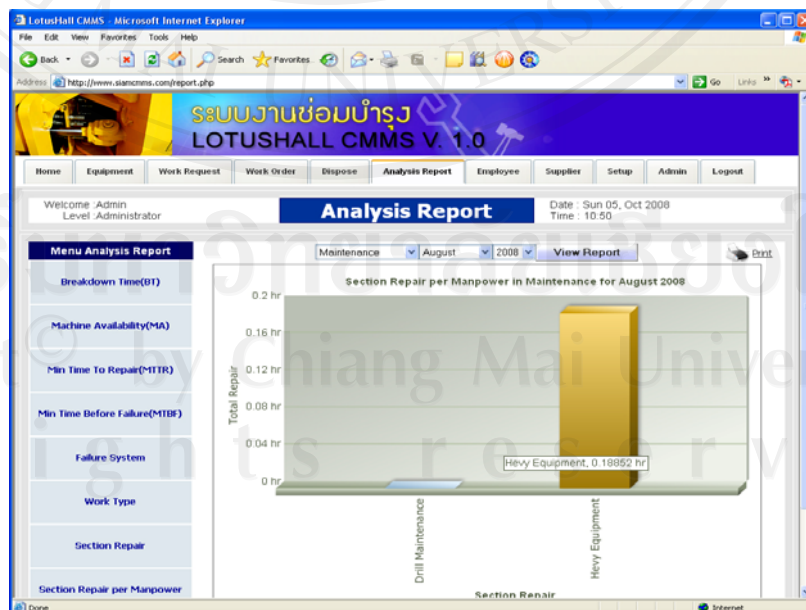 LotusHall CMMS - Microsoft Internet Explorer
File Edit View Favorites Tools Help
Back Search Favorites
Address http://www.siamcmms.com/report.php Go Links
ระบบงานซ่อมบำรุง
LOTUSHALL CMMS V. 1.0
Home Equipment Work Request Work Order Dispose Analysis Report Employee Supplier Setup Admin Logout
Welcome :Admin
Level :Administrator
Analysis Report
Date : Sun 05, Oct 2008
Time : 10:50
Menu Analysis Report
Breakdown Time(BT)
Machine Availability(MA)
Min Time To Repair(MTTR)
Min Time Before Failure(MTBF)
Failure System
Work Type
Section Repair
Section Repair per Manpower
Maintenance August 2008 View Report Print
Section Repair per Manpower in Maintenance for August 2008
Total Repair
0.2 hr
0.16 hr
0.12 hr
0.08 hr
0.04 hr
0 hr
Hevy Equipment, 0.18852 hr
Drill Maintenance
Hevy Equipment
Section Repair
Done Internet
by Chiang Mai Univer